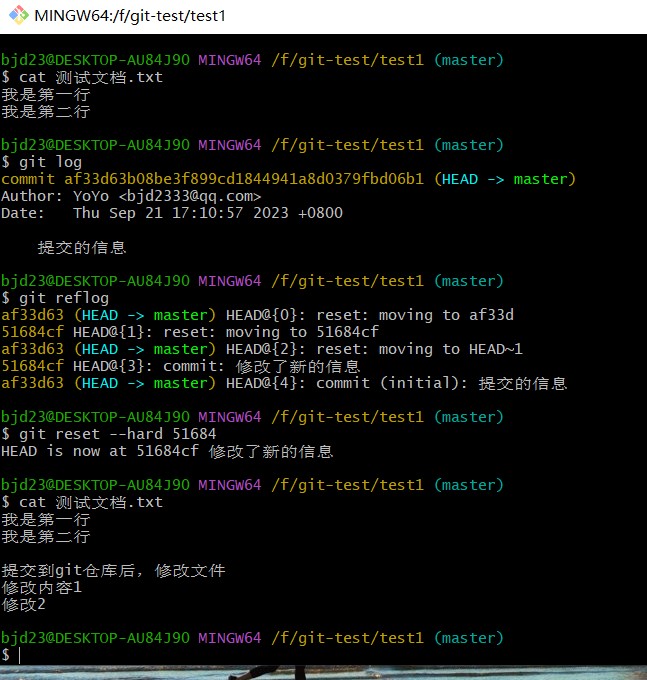 MINGW64:/f/git-test/test1
bjd23@DESKTOP-AU84J90 MINGW64 /f/git-test/test1 (master)
$ cat 测试文档.txt
我是第一行
我是第二行
bjd23@DESKTOP-AU84J90 MINGW64 /f/git-test/test1 (master)
$ git log
commit af33d63b08be3f899cd1844941a8d0379fbd06b1 (HEAD -> master)
Author: YoYo <bjd2333@qq.com>
Date:   Thu Sep 21 17:10:57 2023 +0800
提交的信息
bjd23@DESKTOP-AU84J90 MINGW64 /f/git-test/test1 (master)
$ git reflog
af33d63 (HEAD -> master) HEAD@{0}: reset: moving to af33d
51684cf HEAD@{1}: reset: moving to 51684cf
af33d63 (HEAD -> master) HEAD@{2}: reset: moving to HEAD~1
51684cf HEAD@{3}: commit: 修改了新的信息
af33d63 (HEAD -> master) HEAD@{4}: commit (initial): 提交的信息
bjd23@DESKTOP-AU84J90 MINGW64 /f/git-test/test1 (master)
$ git reset --hard 51684
HEAD is now at 51684cf 修改了新的信息
bjd23@DESKTOP-AU84J90 MINGW64 /f/git-test/test1 (master)
$ cat 测试文档.txt
我是第一行
我是第二行
提交到git仓库后，修改文件
修改内容1
修改2
bjd23@DESKTOP-AU84J90 MINGW64 /f/git-test/test1 (master)
$